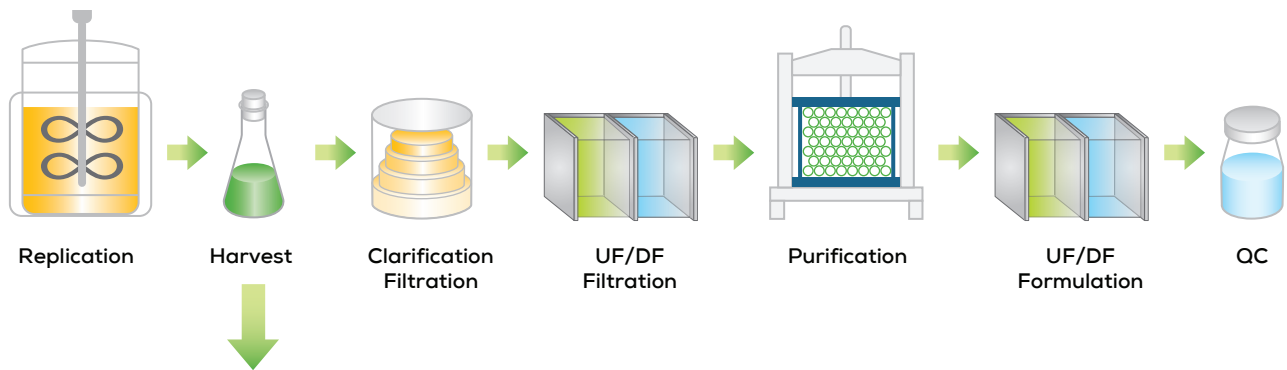 Replication
Harvest
Clarification
Filtration
UF/DF
Filtration
Purification
UF/DF
Formulation
QC